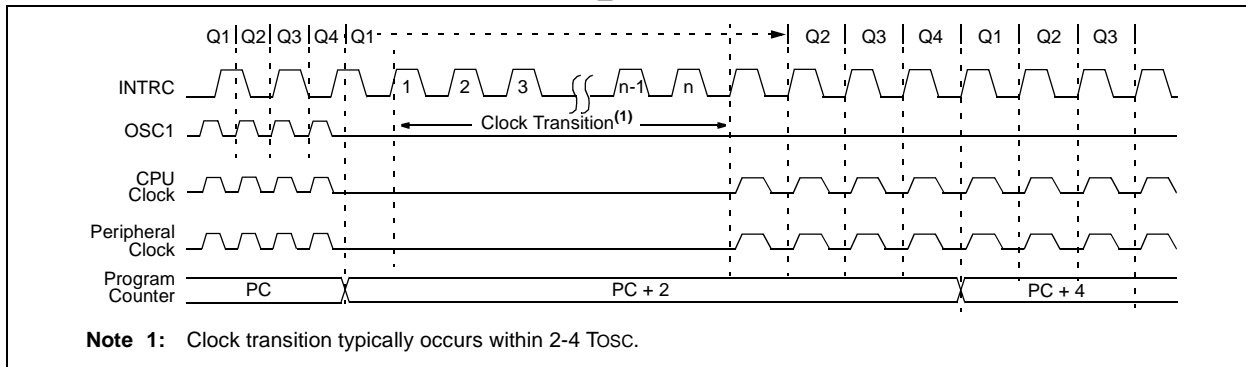 Q1 Q2 Q3 Q4 Q1 Q2 Q3 Q4 Q1 Q2 Q3
INTRC 1 2 3 n-1 n
OSC1 Clock Transition(1)
CPU
Clock
Peripheral
Clock
Program
Counter PC PC + 2 PC + 4
Note 1: Clock transition typically occurs within 2-4 TOSC.